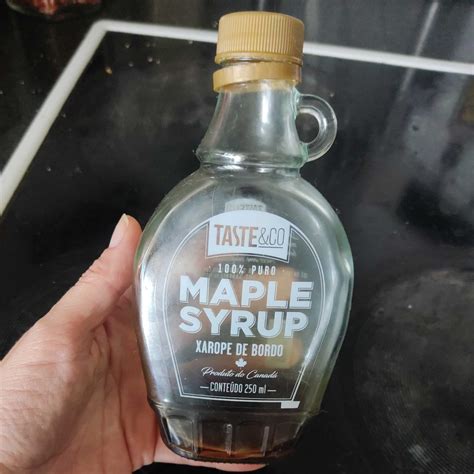 TASTE&CO
100% PURO
MAPLE
SYRUP
XAROPE DE BORDO
Produto do Canadá
CONTEÚDO 250 ml